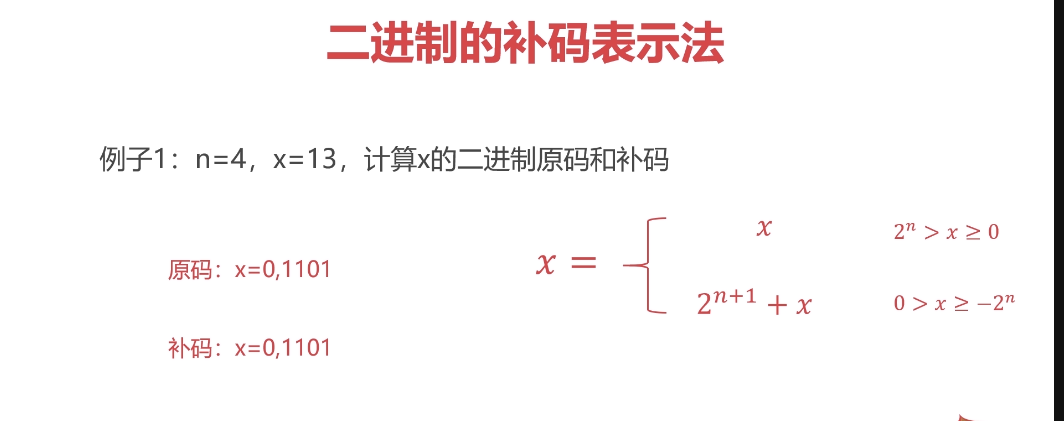 二进制的补码表示法
例子1：n=4，x=13，计算x的二进制原码和补码
原码：x=0,1101
补码：x=0,1101
x =
x 2ⁿ > x ≥ 0
2ⁿ⁺¹ + x 0 > x ≥ −2ⁿ